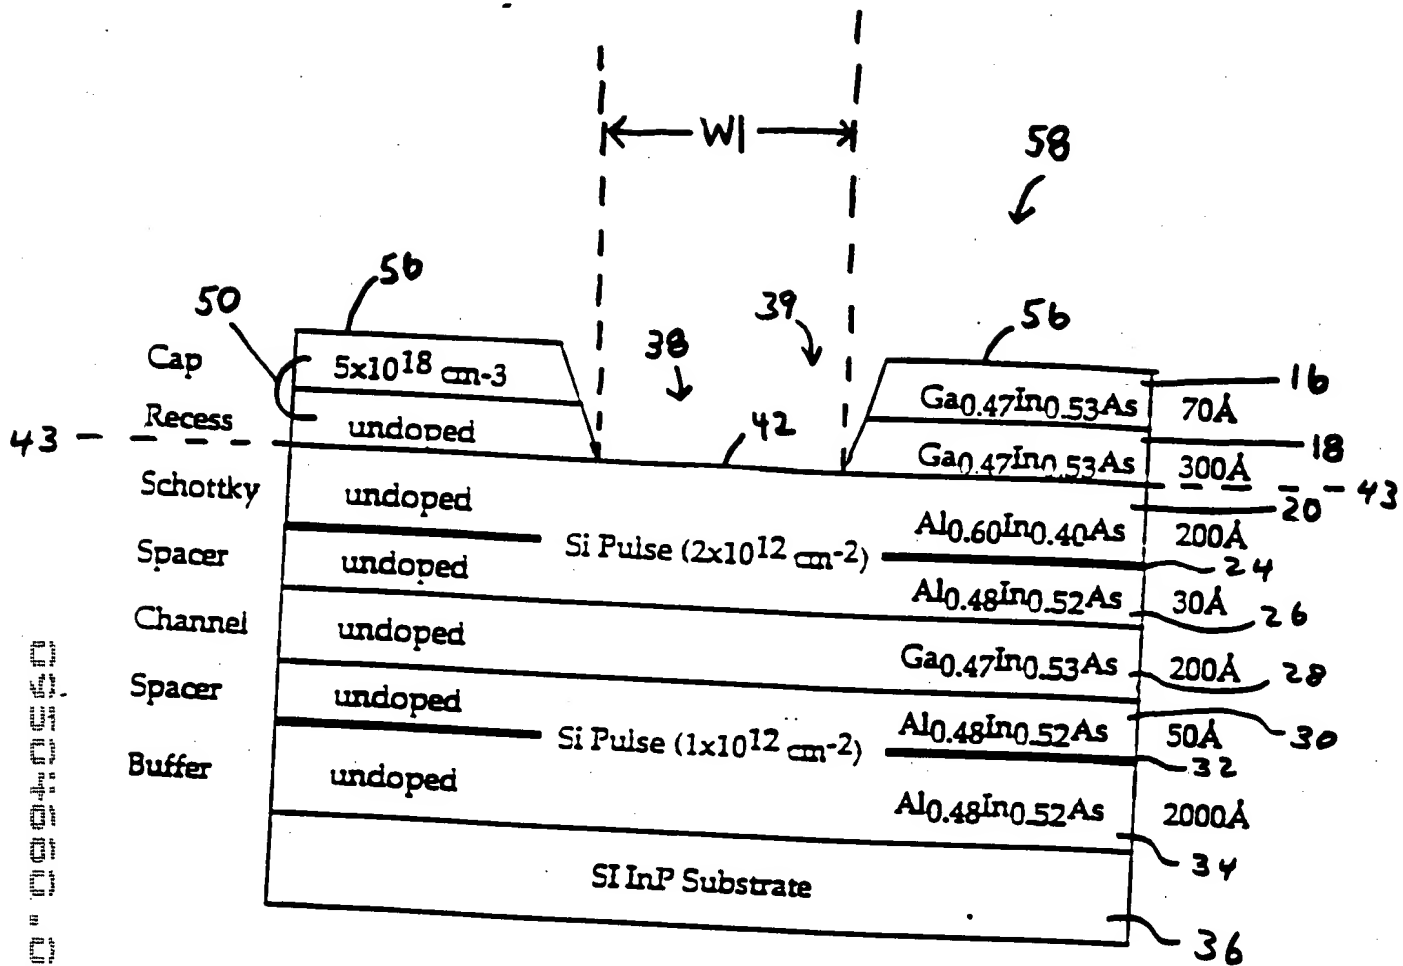 W1
58
56
50
38
39
56
Cap
5x10^18 cm-3
Ga0.47In0.53As
70Å
16
Recess
undoped
42
Ga0.47In0.53As
300Å
18
43
43
Schottky
undoped
Al0.60In0.40As
200Å
20
Si Pulse (2x10^12 cm-2)
24
Spacer
undoped
Al0.48In0.52As
30Å
26
Channel
undoped
Ga0.47In0.53As
200Å
28
Spacer
undoped
Al0.48In0.52As
50Å
30
Si Pulse (1x10^12 cm-2)
32
Buffer
undoped
Al0.48In0.52As
2000Å
34
SI InP Substrate
36